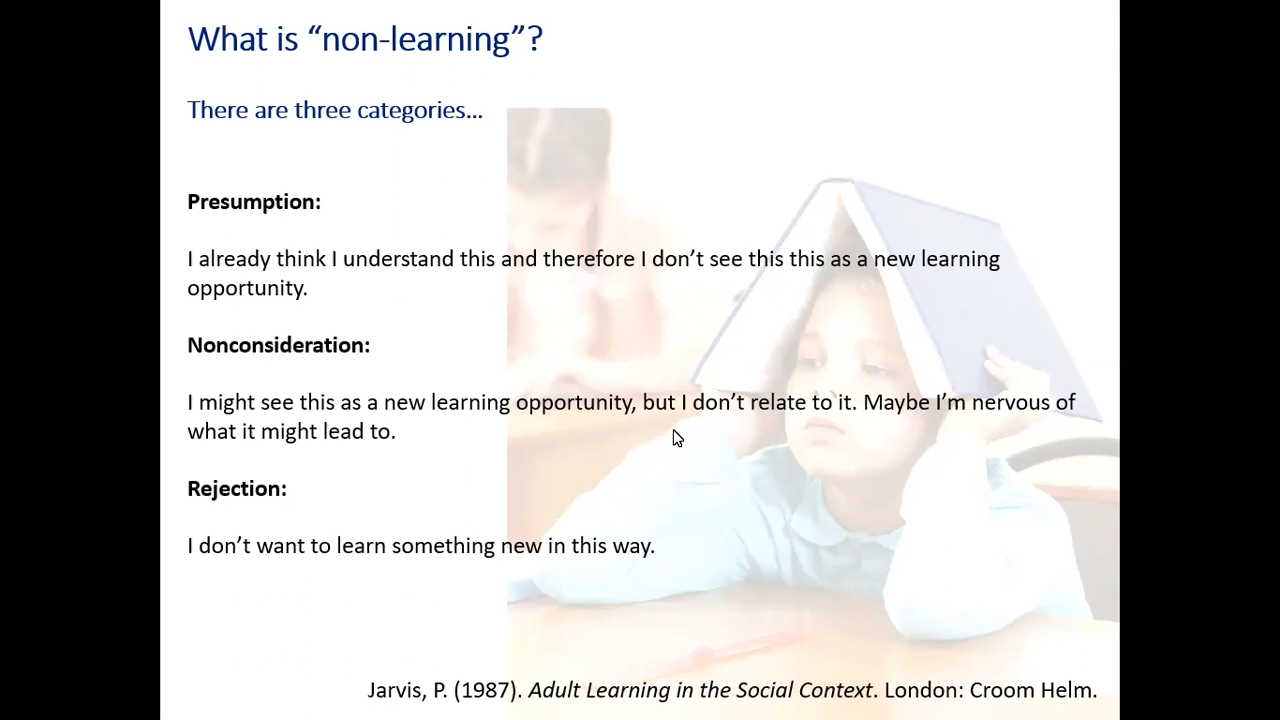 What is “non-learning”?
There are three categories…
Presumption:
I already think I understand this and therefore I don’t see this this as a new learning
opportunity.
Nonconsideration:
I might see this as a new learning opportunity, but I don’t relate to it. Maybe I’m nervous of
what it might lead to.
Rejection:
I don’t want to learn something new in this way.
Jarvis, P. (1987). Adult Learning in the Social Context. London: Croom Helm.